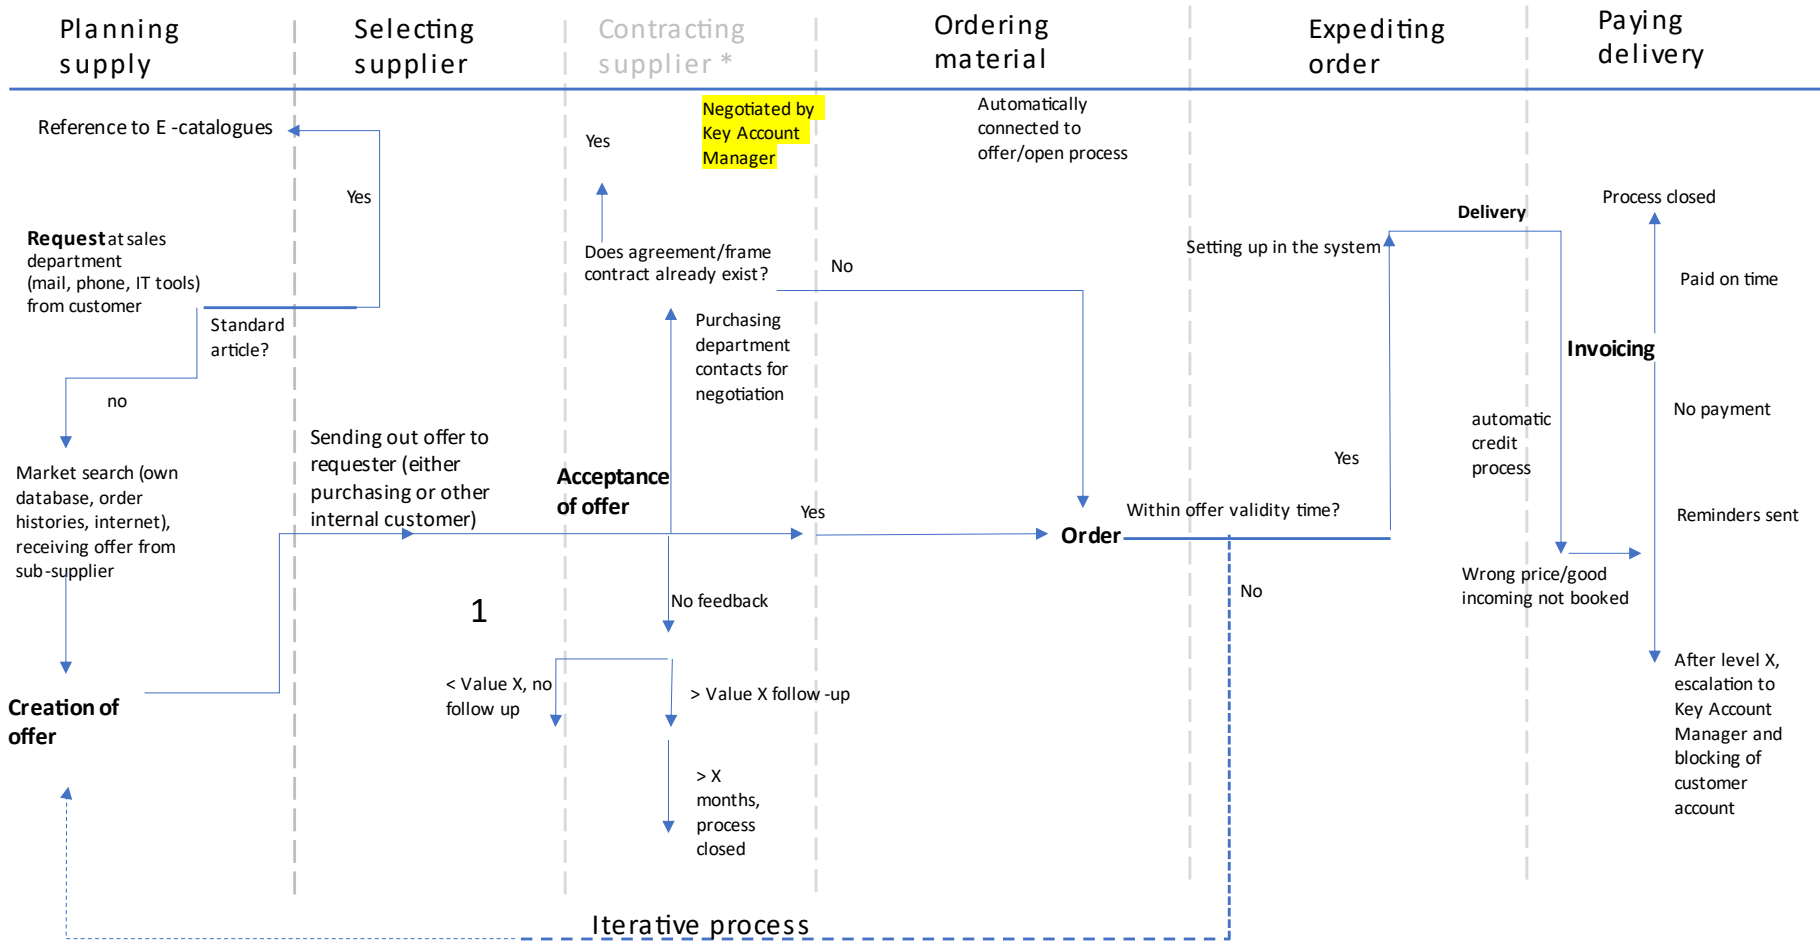 Planning
supply
Selecting
supplier
Contracting
supplier *
Ordering
material
Expediting
order
Paying
delivery
Reference to E -catalogues
Yes
Request at sales
department
(mail, phone, IT tools)
from customer
Standard
article?
no
Market search (own
database, order
histories, internet),
receiving offer from
sub-supplier
Creation of
offer
Sending out offer to
requester (either
purchasing or other
internal customer)
1
Yes
Negotiated by
Key Account
Manager
Does agreement/frame
contract already exist?
No
Purchasing
department
contacts for
negotiation
Acceptance
of offer
Yes
No feedback
< Value X, no
follow up
> Value X follow -up
> X
months,
process
closed
Automatically
connected to
offer/open process
Order
Within offer validity time?
Yes
No
Setting up in the system
Delivery
automatic
credit
process
Wrong price/good
incoming not booked
Process closed
Paid on time
Invoicing
No payment
Reminders sent
After level X,
escalation to
Key Account
Manager and
blocking of
customer
account
Iterative process